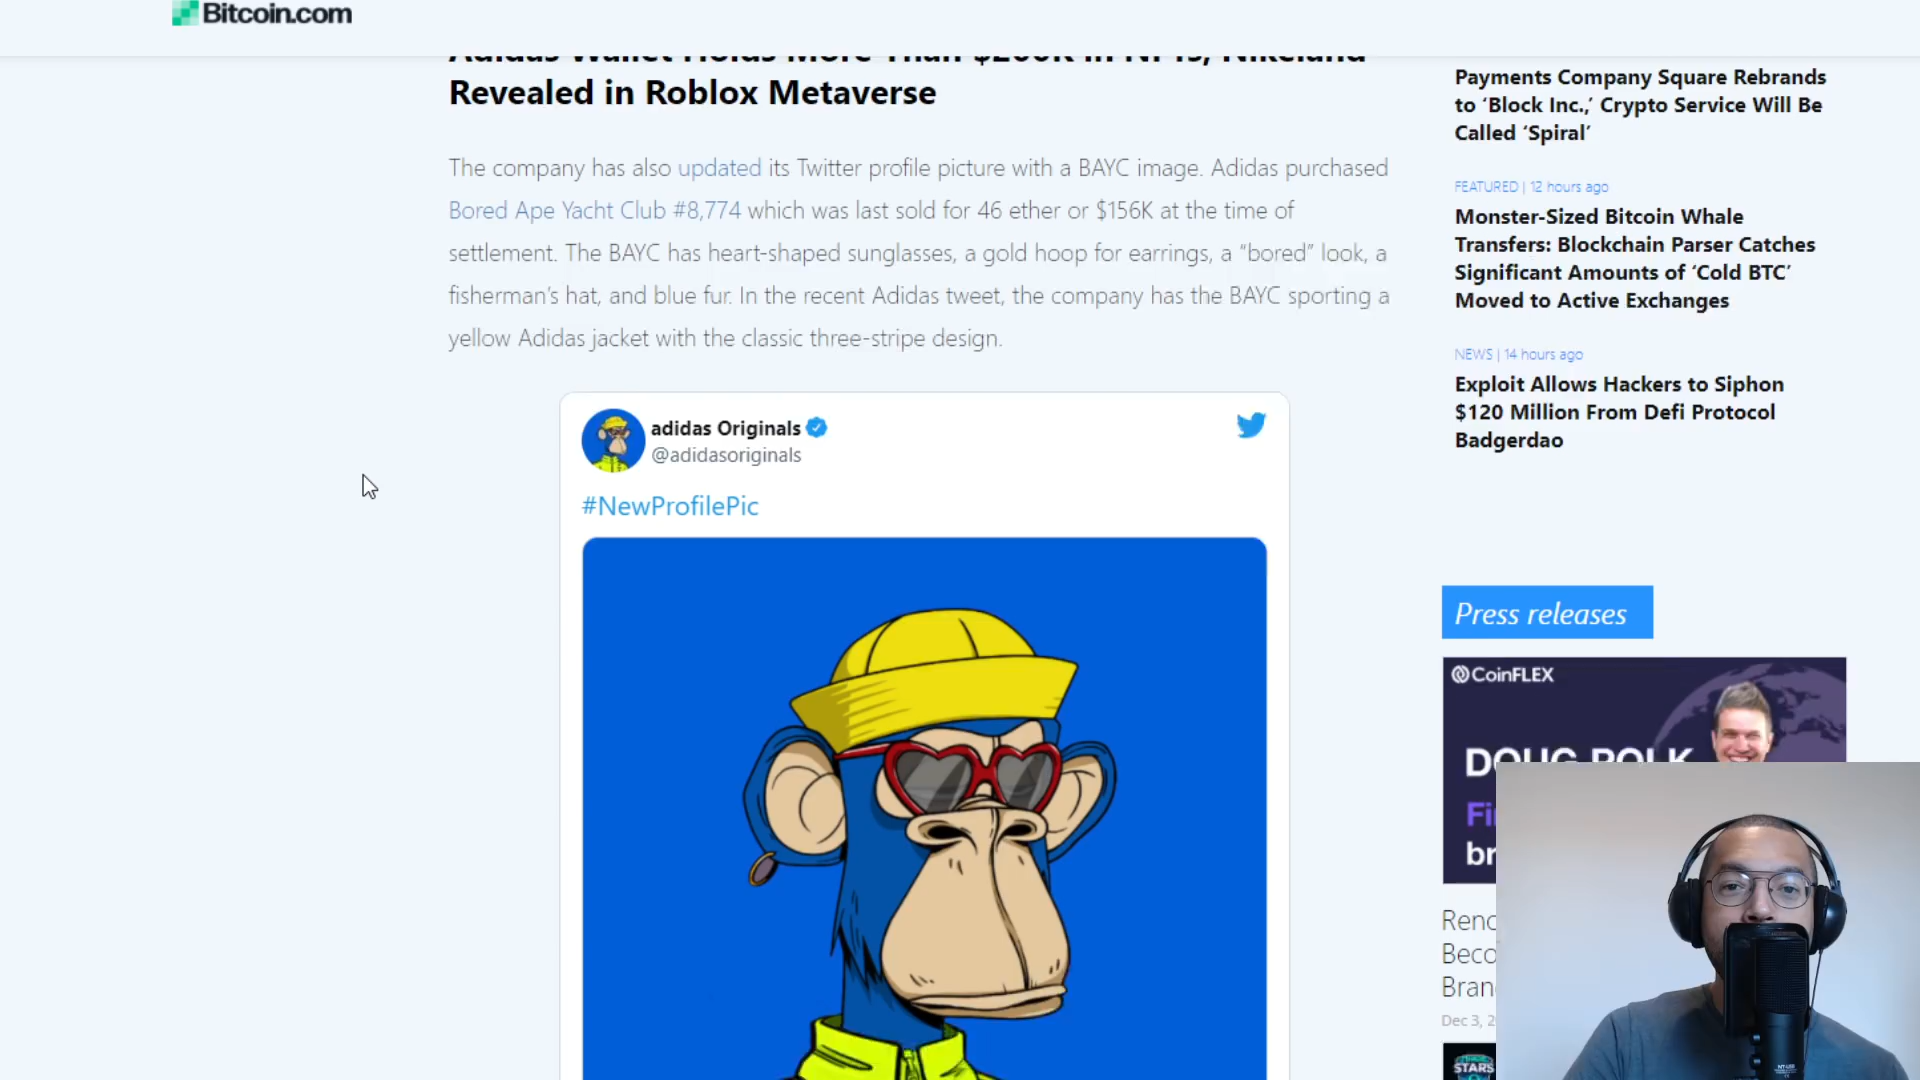 Bitcoin.com
Adidas Wallet Holds More Than $200K in NFTs, Nikeland
Revealed in Roblox Metaverse
The company has also updated its Twitter profile picture with a BAYC image. Adidas purchased
Bored Ape Yacht Club #8,774 which was last sold for 46 ether or $156K at the time of
settlement. The BAYC has heart-shaped sunglasses, a gold hoop for earrings, a “bored” look, a
fisherman’s hat, and blue fur. In the recent Adidas tweet, the company has the BAYC sporting a
yellow Adidas jacket with the classic three-stripe design.
adidas Originals
@adidasoriginals
#NewProfilePic
Payments Company Square Rebrands
to ‘Block Inc.,’ Crypto Service Will Be
Called ‘Spiral’
FEATURED | 12 hours ago
Monster-Sized Bitcoin Whale
Transfers: Blockchain Parser Catches
Significant Amounts of ‘Cold BTC’
Moved to Active Exchanges
NEWS | 14 hours ago
Exploit Allows Hackers to Siphon
$120 Million From Defi Protocol
Badgerdao
Press releases
CoinFLEX
DOUG POLK
Dec 3, 2
STARS